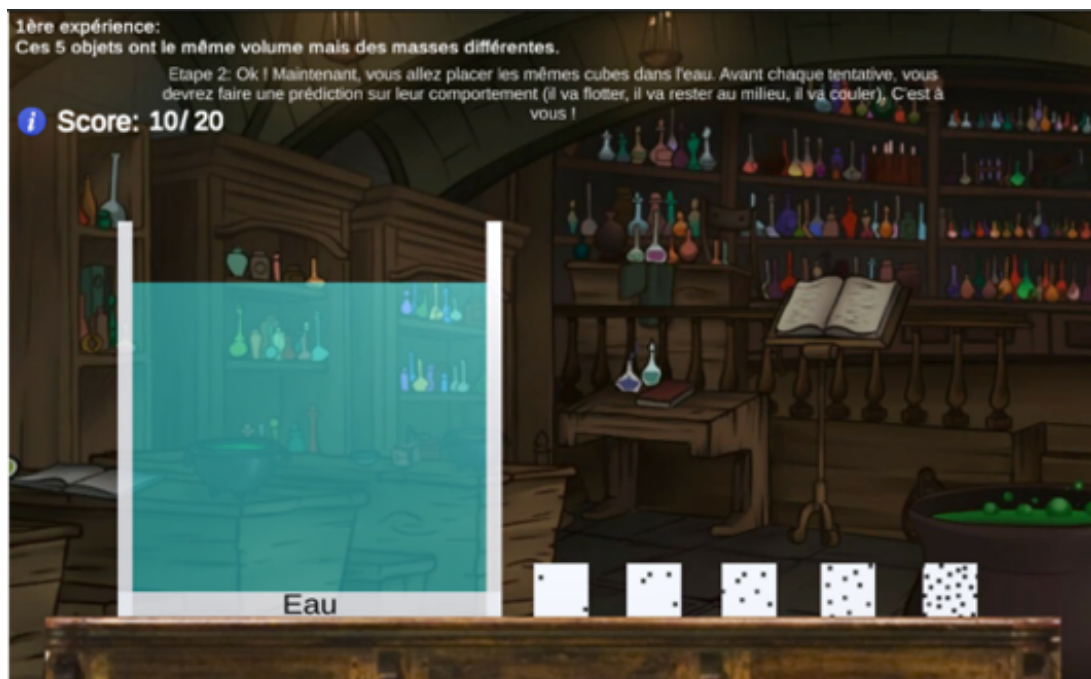 1ère expérience:
Ces 5 objets ont le même volume mais des masses différentes.
Etape 2: Ok ! Maintenant, vous allez placer les mêmes cubes dans l'eau. Avant chaque tentative, vous
devrez faire une prédiction sur leur comportement (il va flotter, il va rester au milieu, il va couler). C'est à
vous !
i Score: 10/ 20
Eau